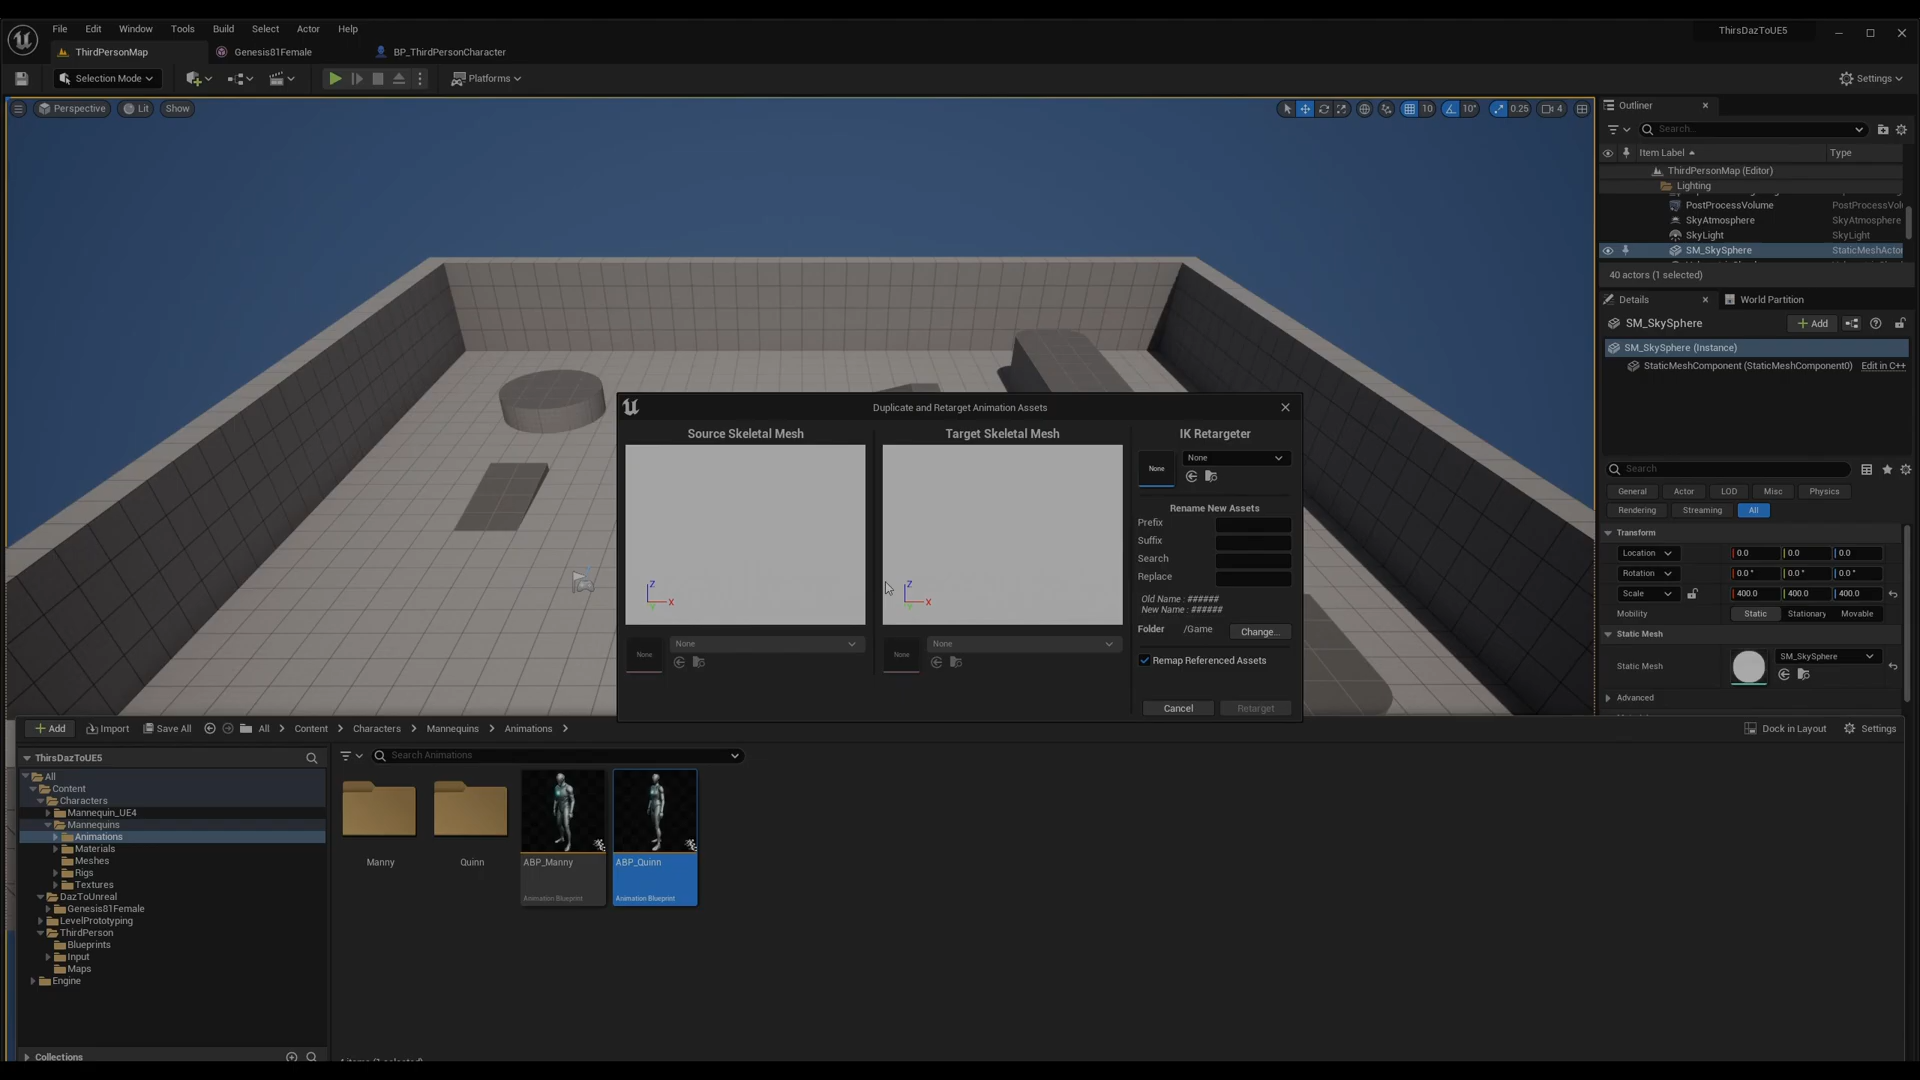 File Edit Window Tools Build Select Actor Help
ThirsDazToUE5
ThirdPersonMap Genesis81Female BP_ThirdPersonCharacter
Selection Mode Platforms Settings
Perspective Lit Show 10 10° 0.25 4
Outliner
Search...
Item Label Type
ThirdPersonMap (Editor)
Lighting
PostProcessVolume PostProcessVolu
SkyAtmosphere SkyAtmosphere
SkyLight SkyLight
SM_SkySphere StaticMeshActor
40 actors (1 selected)
Details World Partition
SM_SkySphere Add
SM_SkySphere (Instance)
StaticMeshComponent (StaticMeshComponent0) Edit in C++
Search
General Actor LOD Misc Physics
Rendering Streaming All
Transform
Location 0.0 0.0 0.0
Rotation 0.0 ° 0.0 ° 0.0 °
Scale 400.0 400.0 400.0
Mobility Static Stationary Movable
Static Mesh
Static Mesh SM_SkySphere
Advanced
Duplicate and Retarget Animation Assets
Source Skeletal Mesh Target Skeletal Mesh IK Retargeter
None None
Rename New Assets
Prefix
Suffix
Search
Replace
Old Name : ######
New Name : ######
Folder /Game Change...
Remap Referenced Assets
Z X Y Z X Y
None None None None
Cancel Retarget
Add Import Save All All Content Characters Mannequins Animations Dock in Layout Settings
ThirsDazToUE5
Search Animations
All
Content
Characters
Mannequin_UE4
Mannequins
Animations
Materials
Meshes
Rigs
Textures
DazToUnreal
Genesis81Female
LevelPrototyping
ThirdPerson
Blueprints
Input
Maps
Engine
Collections
Manny Quinn ABP_Manny ABP_Quinn
Animation Blueprint Animation Blueprint